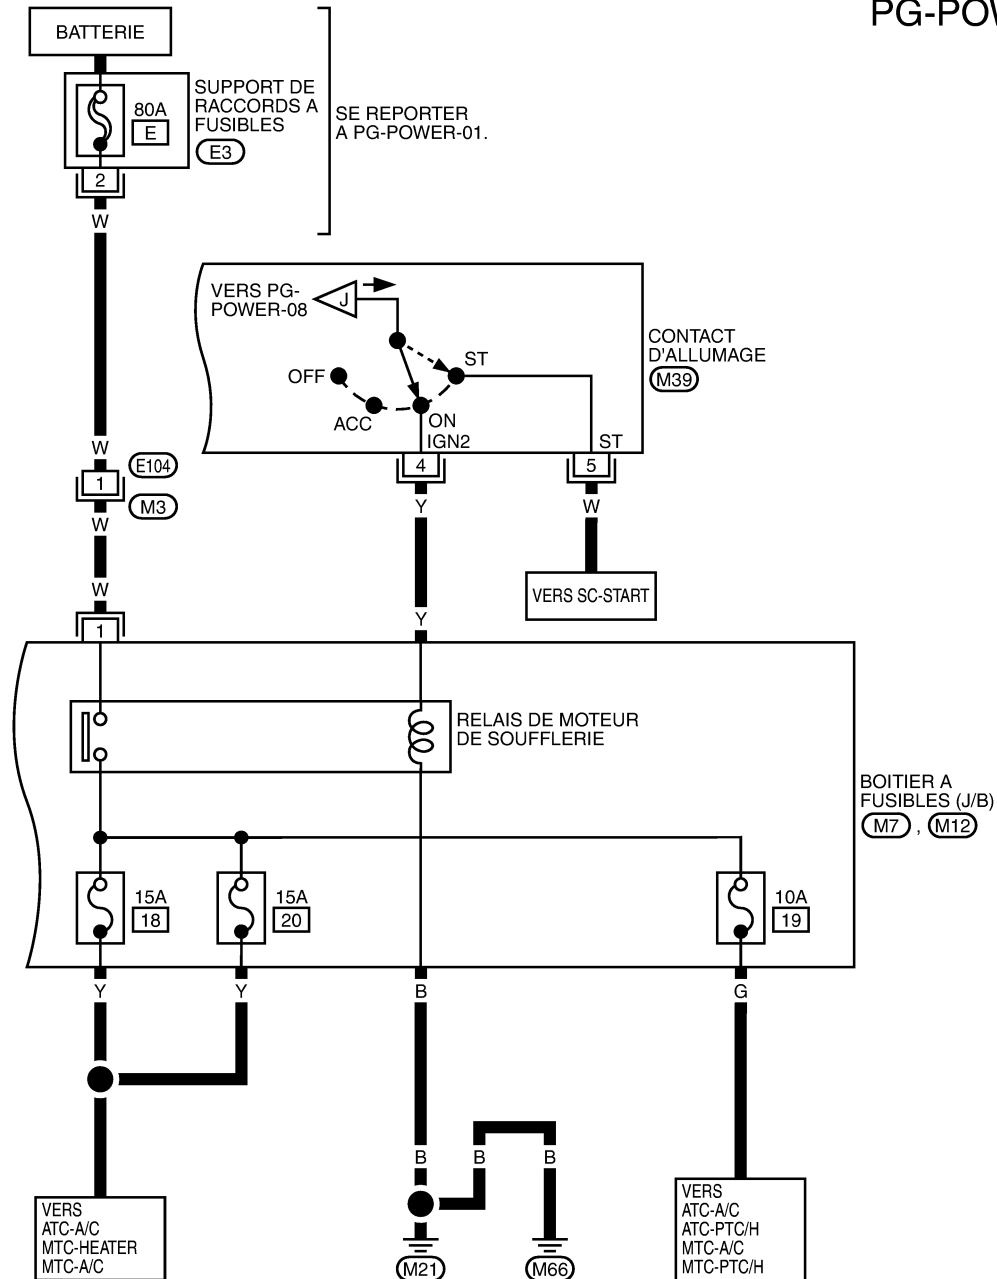 PG-POW
BATTERIE
80A
E
SUPPORT DE
RACCORDS A
FUSIBLES
E3
SE REPORTER
A PG-POWER-01.
2
W
VERS PG-
POWER-08
J
OFF
ACC
ON
IGN2
ST
ST
CONTACT
D'ALLUMAGE
M39
W
E104
1
M3
W
4
5
Y
W
VERS SC-START
W
Y
1
RELAIS DE MOTEUR
DE SOUFFLERIE
BOITIER A
FUSIBLES (J/B)
M7 , M12
15A
18
15A
20
10A
19
Y
Y
B
G
B
B
B
VERS
ATC-A/C
MTC-HEATER
MTC-A/C
M21
M66
VERS
ATC-A/C
ATC-PTC/H
MTC-A/C
MTC-PTC/H